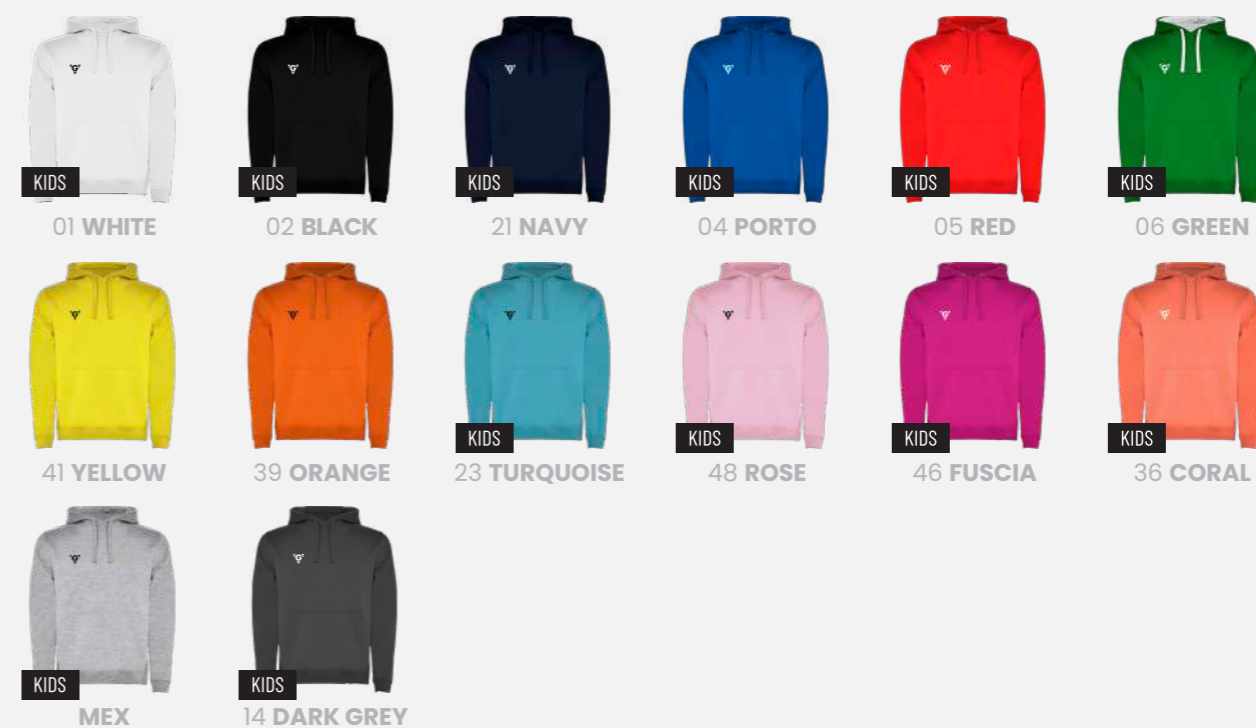 KIDS KIDS KIDS KIDS KIDS KIDS
01 WHITE 02 BLACK 21 NAVY 04 PORTO 05 RED 06 GREEN
KIDS KIDS KIDS KIDS
41 YELLOW 39 ORANGE 23 TURQUOISE 48 ROSE 46 FUSCIA 36 CORAL
KIDS KIDS
MEX 14 DARK GREY